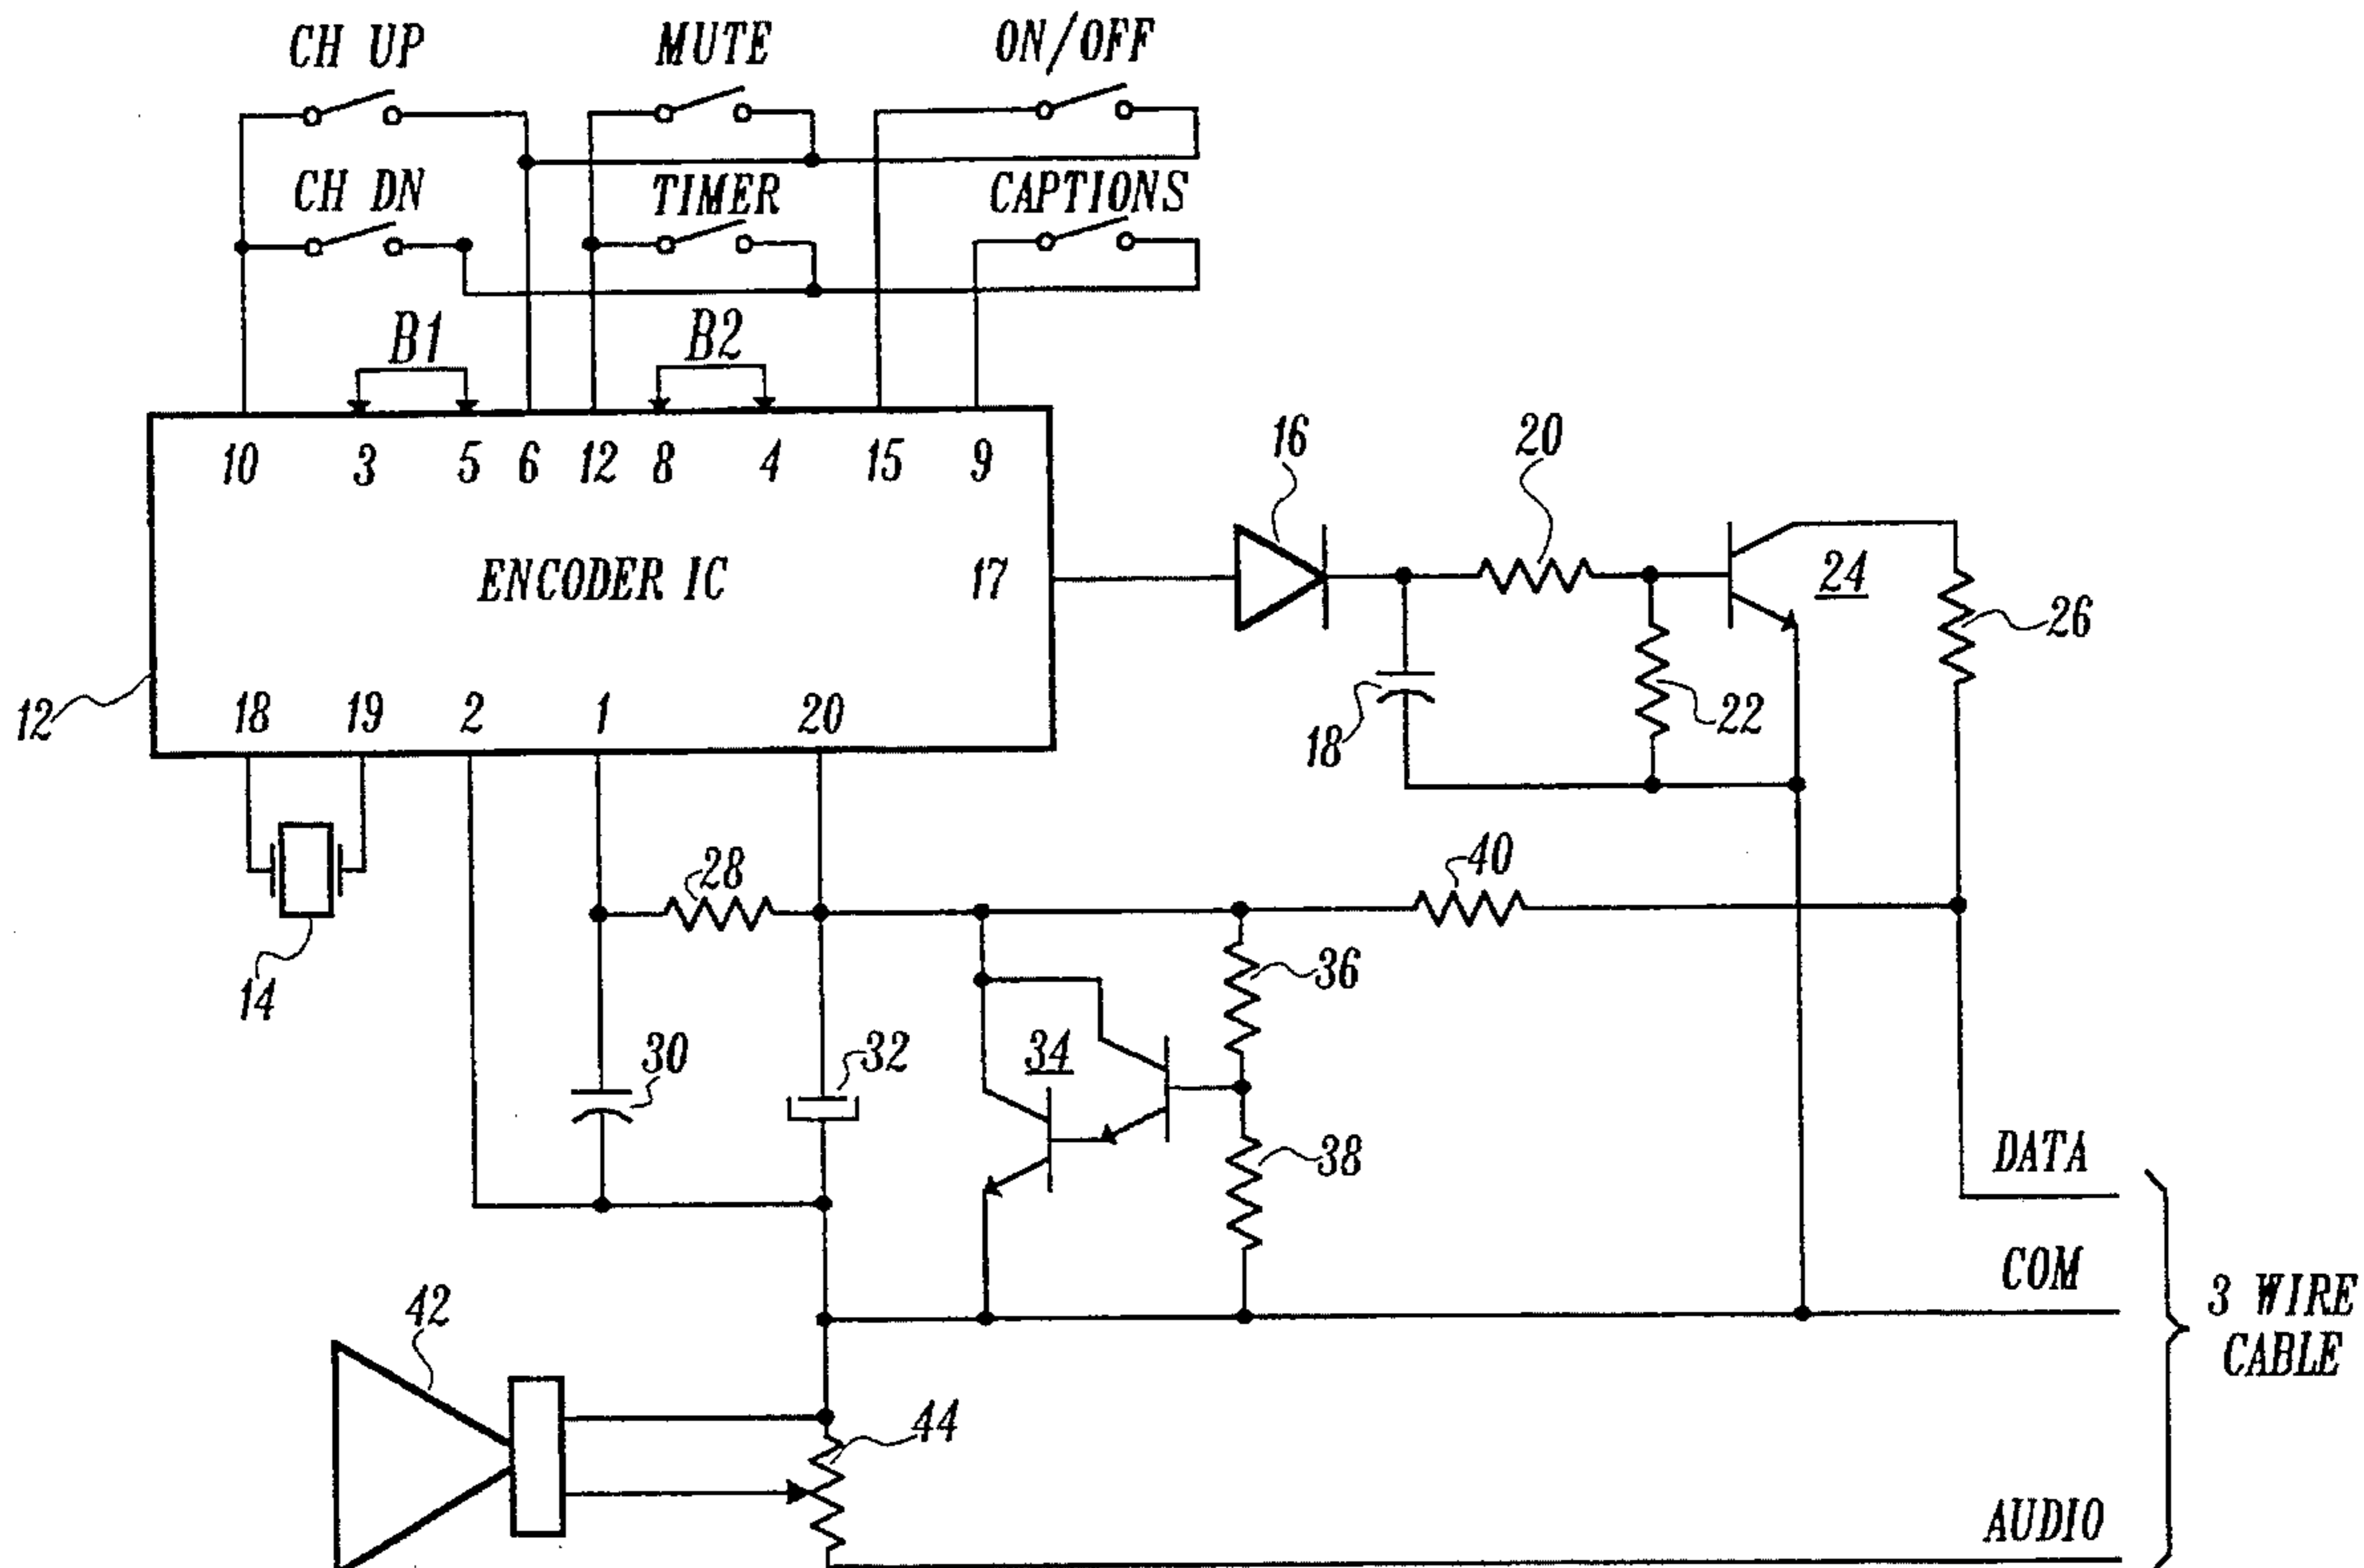 CH UP MUTE ON/OFF
CH DN TIMER CAPTIONS
B1 B2
10 3 5 6 12 8 4 15 9
16 20
ENCODER IC 17
24
26
12
18 19 2 1 20
18 22
14
28 40
36
30 34 32
38
DATA
COM
3 WIRE
CABLE
42
44
AUDIO